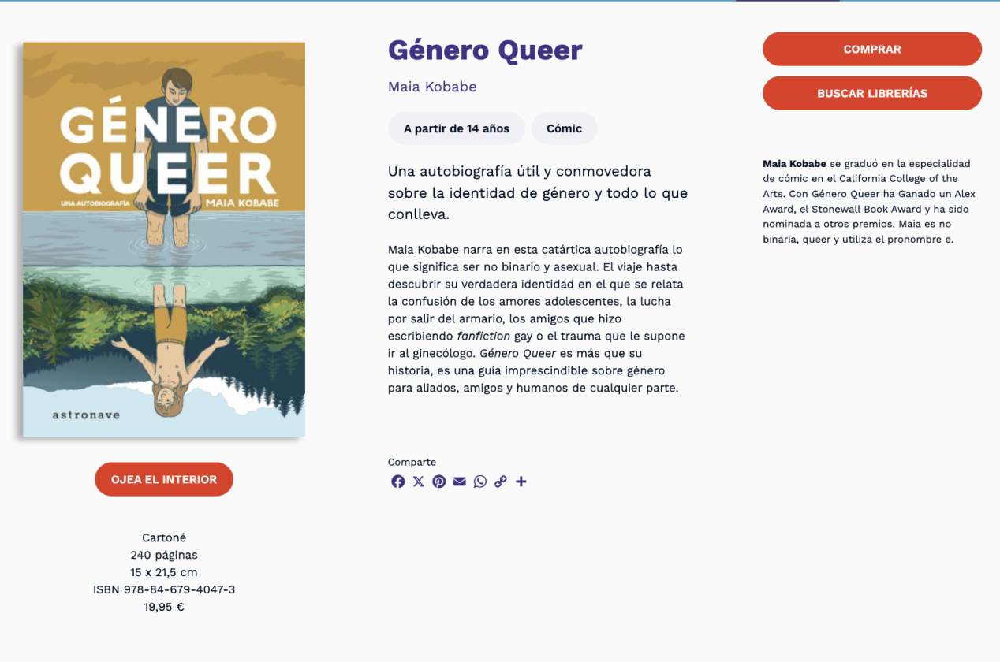 GÉNERO
QUEER
UNA AUTOBIOGRAFÍA
MAIA KOBABE
astronave
OJEA EL INTERIOR
Cartoné
240 páginas
15 x 21,5 cm
ISBN 978-84-679-4047-3
19,95 €
Género Queer
Maia Kobabe
A partir de 14 años
Cómic
Una autobiografía útil y conmovedora
sobre la identidad de género y todo lo que
conlleva.
Maia Kobabe narra en esta catártica autobiografía lo
que significa ser no binario y asexual. El viaje hasta
descubrir su verdadera identidad en el que se relata
la confusión de los amores adolescentes, la lucha
por salir del armario, los amigos que hizo
escribiendo fanfiction gay o el trauma que le supone
ir al ginecólogo. Género Queer es más que su
historia, es una guía imprescindible sobre género
para aliados, amigos y humanos de cualquier parte.
Comparte
COMPRAR
BUSCAR LIBRERÍAS
Maia Kobabe se graduó en la especialidad
de cómic en el California College of the
Arts. Con Género Queer ha Ganado un Alex
Award, el Stonewall Book Award y ha sido
nominada a otros premios. Maia es no
binaria, queer y utiliza el pronombre e.